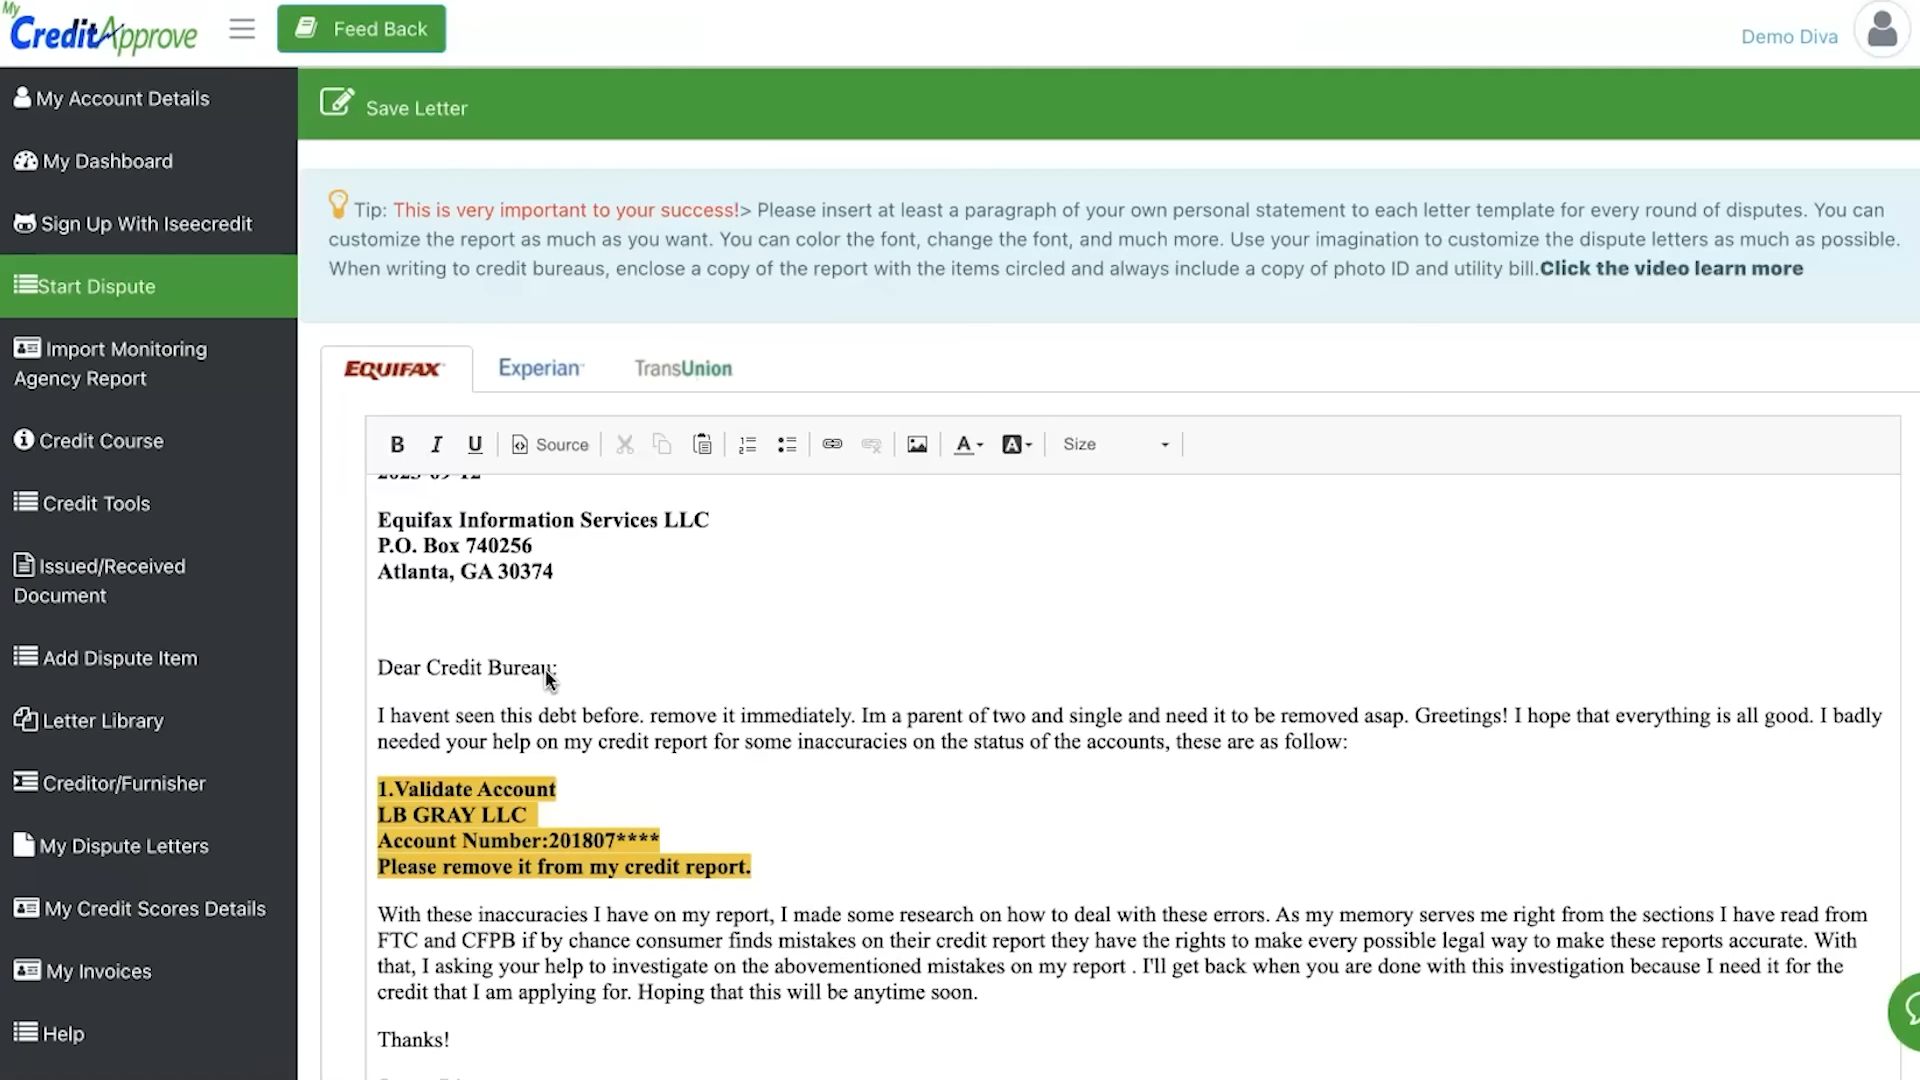 My
CreditApprove
Feed Back
Demo Diva
My Account Details
My Dashboard
Sign Up With Iseecredit
Start Dispute
Import Monitoring
Agency Report
Credit Course
Credit Tools
Issued/Received
Document
Add Dispute Item
Letter Library
Creditor/Furnisher
My Dispute Letters
My Credit Scores Details
My Invoices
Help
Save Letter
Tip: This is very important to your success!> Please insert at least a paragraph of your own personal statement to each letter template for every round of disputes. You can
customize the report as much as you want. You can color the font, change the font, and much more. Use your imagination to customize the dispute letters as much as possible.
When writing to credit bureaus, enclose a copy of the report with the items circled and always include a copy of photo ID and utility bill.Click the video learn more
EQUIFAX Experian TransUnion
B I U Source A A Size
Equifax Information Services LLC
P.O. Box 740256
Atlanta, GA 30374
Dear Credit Bureau:
I havent seen this debt before. remove it immediately. Im a parent of two and single and need it to be removed asap. Greetings! I hope that everything is all good. I badly
needed your help on my credit report for some inaccuracies on the status of the accounts, these are as follow:
1.Validate Account
LB GRAY LLC
Account Number:201807****
Please remove it from my credit report.
With these inaccuracies I have on my report, I made some research on how to deal with these errors. As my memory serves me right from the sections I have read from
FTC and CFPB if by chance consumer finds mistakes on their credit report they have the rights to make every possible legal way to make these reports accurate. With
that, I asking your help to investigate on the abovementioned mistakes on my report . I'll get back when you are done with this investigation because I need it for the
credit that I am applying for. Hoping that this will be anytime soon.
Thanks!